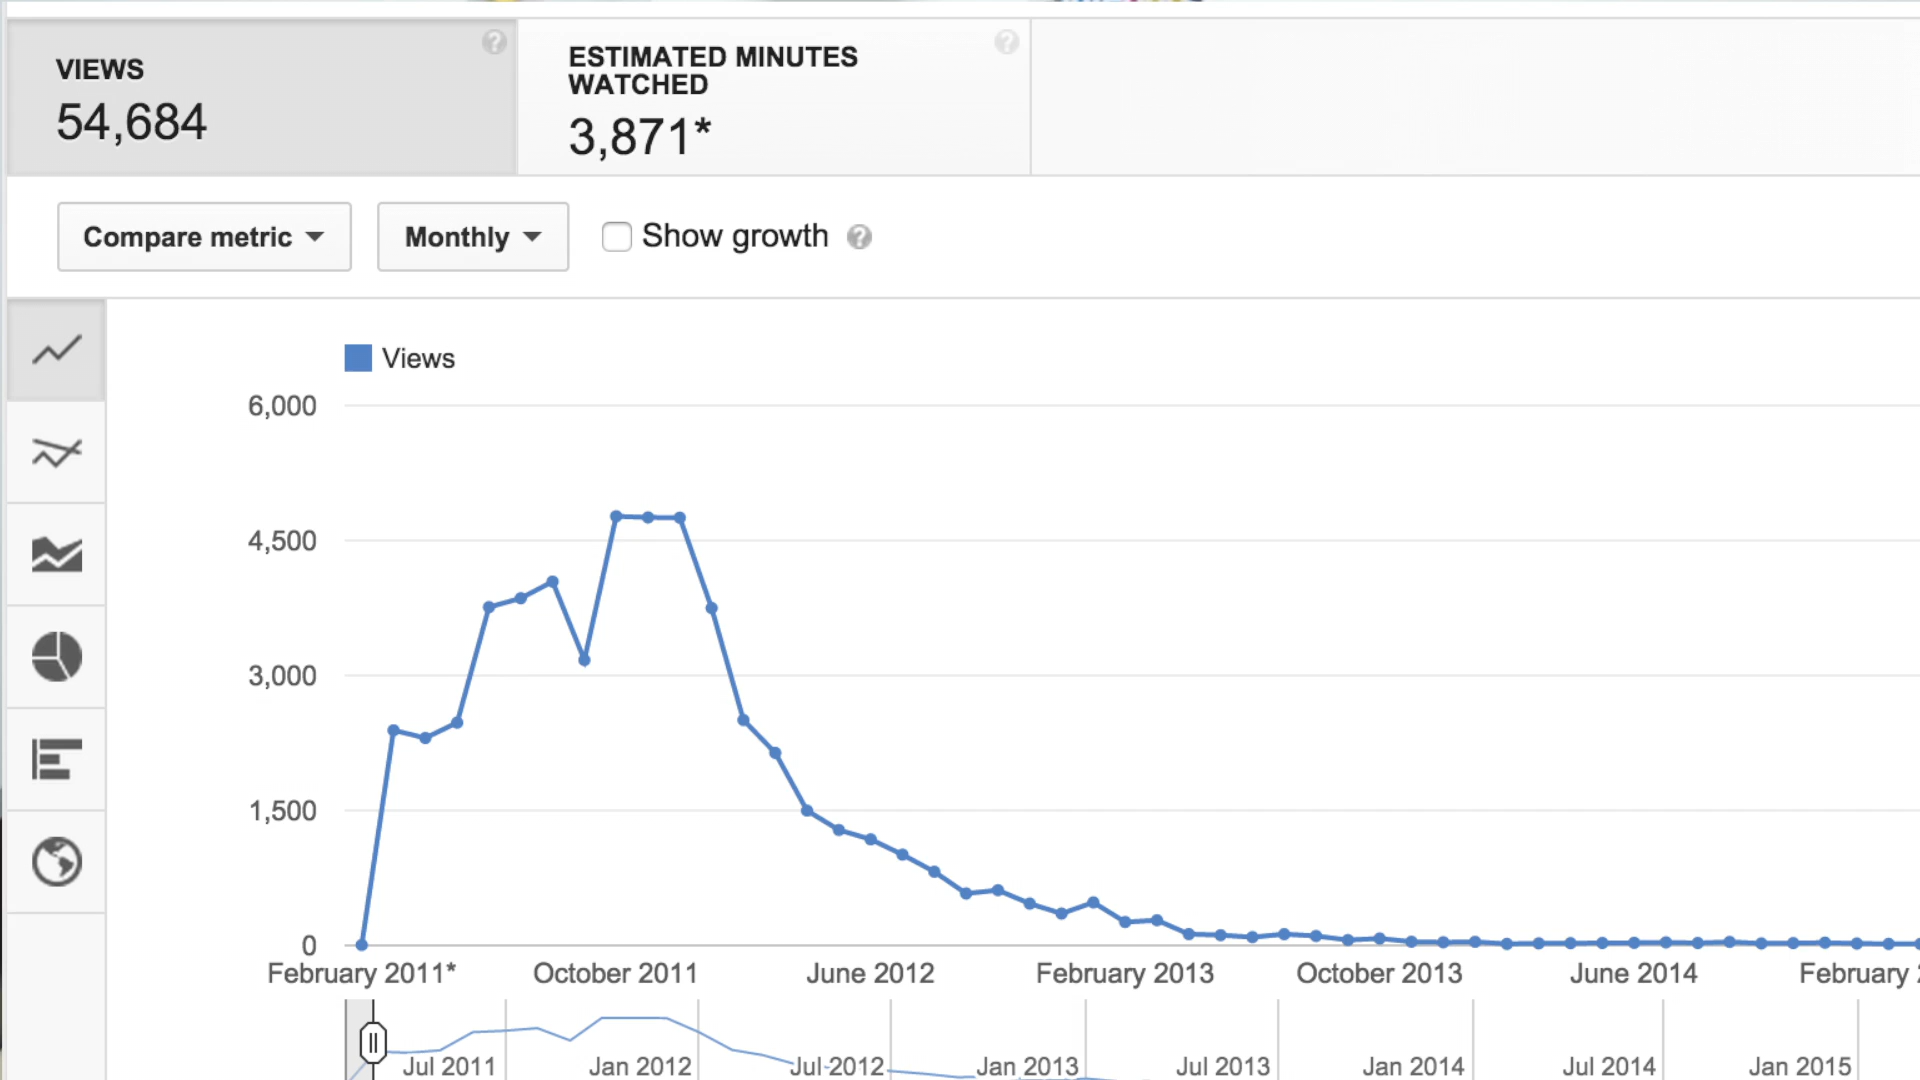 VIEWS
54,684
ESTIMATED MINUTES
WATCHED
3,871*
Compare metric
Monthly
Show growth
Views
6,000
4,500
3,000
1,500
0
February 2011* October 2011 June 2012 February 2013 October 2013 June 2014 February
Jul 2011 Jan 2012 Jul 2012 Jan 2013 Jul 2013 Jan 2014 Jul 2014 Jan 2015